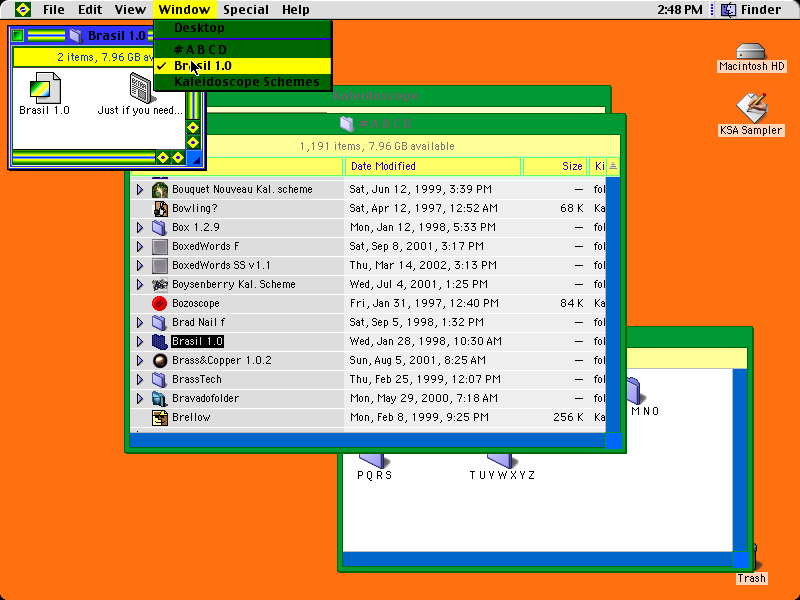 File Edit View Window Special Help 2:48 PM Finder
Desktop
#ABCD
Brasil 1.0
Kaleidoscope Schemes
Brasil 1.0
2 items, 7.96 GB av
Brasil 1.0
Just if you need...
Macintosh HD
KSA Sampler
Kaleidoscope
#ABCD
1,191 items, 7.96 GB available
Date Modified Size Ki
Bouquet Nouveau Kal. scheme Sat, Jun 12, 1999, 3:39 PM — fol
Bowling? Sat, Apr 12, 1997, 12:52 AM 68 K Ka
Box 1.2.9 Mon, Jan 12, 1998, 5:33 PM — fol
BoxedWords F Sat, Sep 8, 2001, 3:17 PM — fol
BoxedWords SS v1.1 Thu, Mar 14, 2002, 3:13 PM — fol
Boysenberry Kal. Scheme Wed, Jul 4, 2001, 1:25 PM — fol
Bozoscope Fri, Jan 31, 1997, 12:40 PM 84 K Ka
Brad Nail f Sat, Sep 5, 1998, 1:32 PM — fol
Brasil 1.0 Wed, Jan 28, 1998, 10:30 AM — fol
Brass&Copper 1.0.2 Sun, Aug 5, 2001, 8:25 AM — fol
BrassTech Thu, Feb 25, 1999, 12:07 PM — fol
Bravadofolder Mon, May 29, 2000, 7:18 AM — fol
Brellow Mon, Feb 8, 1999, 9:25 PM 256 K Ka
MNO
PQRS
TUVWXYZ
Trash